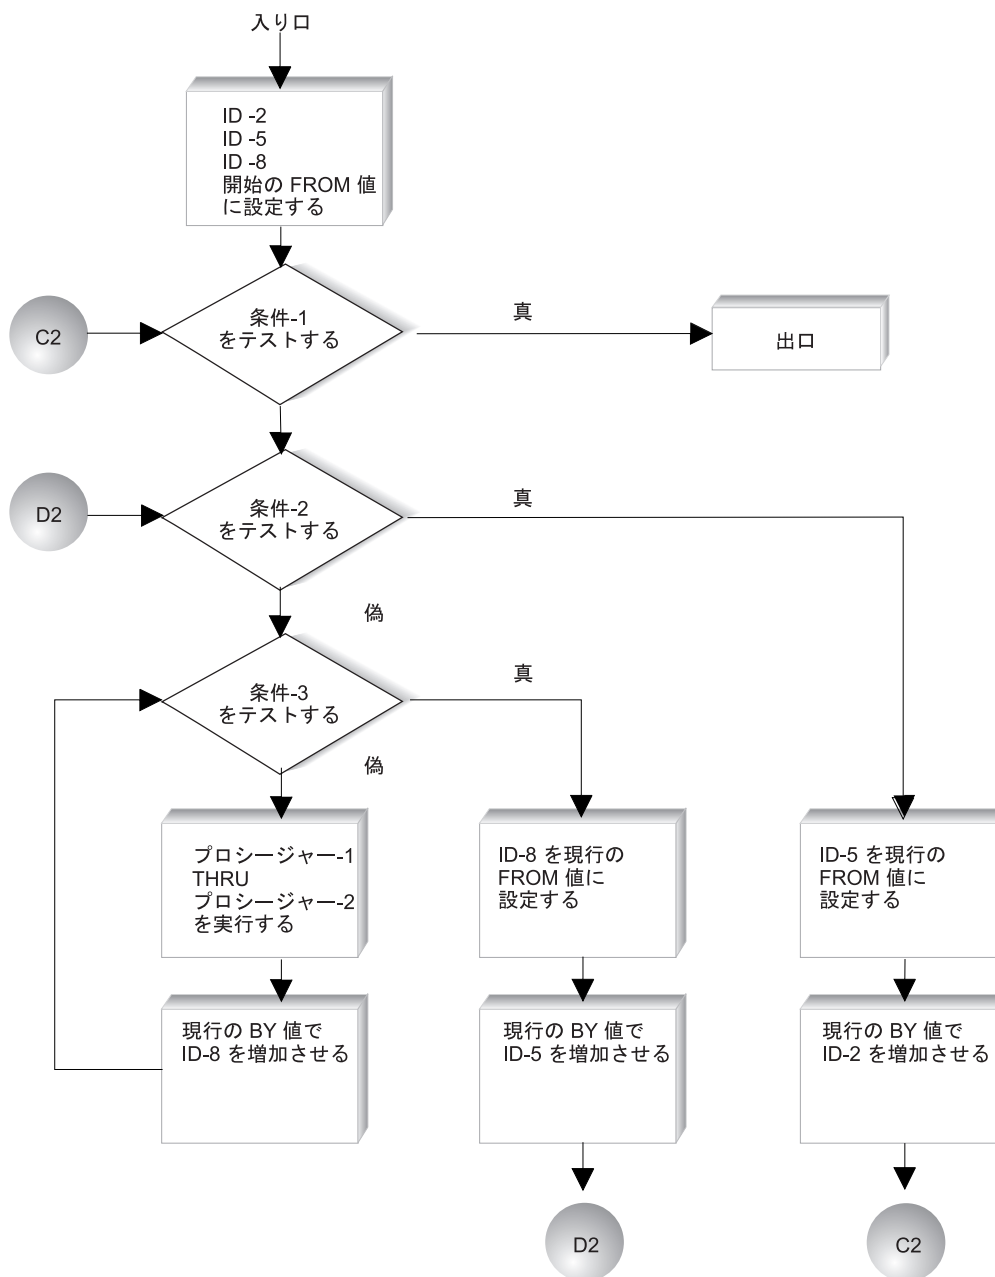 入り口
ID -2
ID -5
ID -8
開始の FROM 値
に設定する
条件-1
をテストする
真
出口
C2
条件-2
をテストする
真
D2
偽
条件-3
をテストする
真
偽
プロシージャー-1
THRU
プロシージャー-2
を実行する
ID-8 を現行の
FROM 値に
設定する
ID-5 を現行の
FROM 値に
設定する
現行の BY 値で
ID-8 を増加させる
現行の BY 値で
ID-5 を増加させる
現行の BY 値で
ID-2 を増加させる
D2
C2